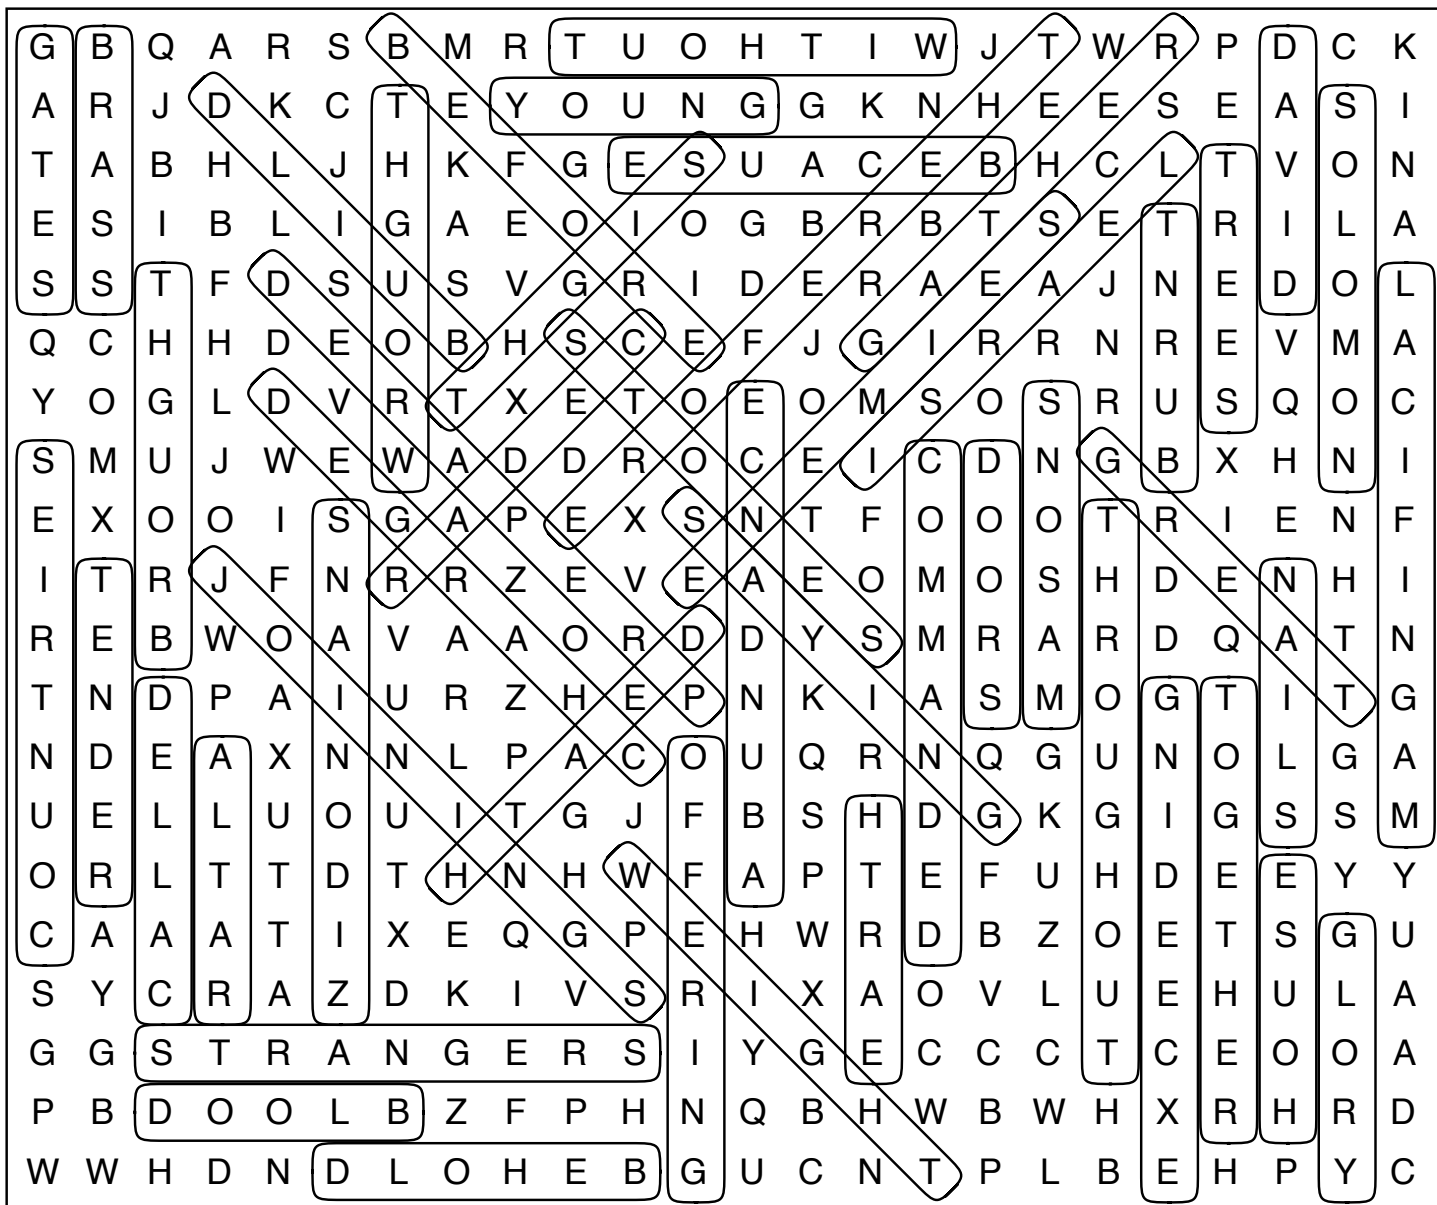 G B Q A R S B M R T U O H T I W J T W R P D C K
A R J D K C T E Y O U N G G K N H E E S E A S I
T A B H L J H K F G E S U A C E B H C L T V O N
E S I B L I G A E O I O G B R B T S E T R I L A
S S T F D S U S V G R I D E R A E A J N E D O L
Q C H H D E O B H S C E F J G I R R N R E V M A
Y O G L D V R T X E T O E O M S O S R U S Q O C
S M U J W E W A D D R O C E I C D N G B X H N I
E X O O I S G A P E X S N T F O O O T R I E N F
I T R J F N R R Z E V E A E O M O S H D E N H I
R E B W O A V A A O R D D Y S M R A R D Q A T N
T N D P A I U R Z H E P N K I A S M O G T I T G
N D E A X N N L P A C O U Q R N Q G U N O L G A
U E L L U O U I T G J F B S H D G K G I G S S M
O R L T T D T H N H W F A P T E F U H D E E Y Y
C A A A T I X E Q G P E H W R D B Z O E T S G U
S Y C R A Z D K I V S R I X A O V L U E H U L A
G G S T R A N G E R S I Y G E C C C T C E O O A
P B D O O L B Z F P H N Q B H W B W H X R H R D
W W H D N D L O H E B G U C N T P L B E H P Y C